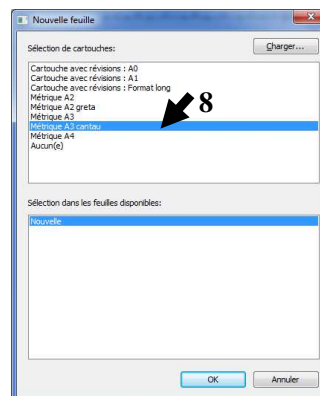 Nouvelle feuille
Sélection de cartouches:
Charger...
Cartouche avec révisions : A0
Cartouche avec révisions : A1
Cartouche avec révisions : Format long
Métrique A2
Métrique A2 greta
Métrique A3
Métrique A3 cantau
Métrique A4
Aucun(e)
8
Sélection dans les feuilles disponibles:
Nouvelle
OK
Annuler